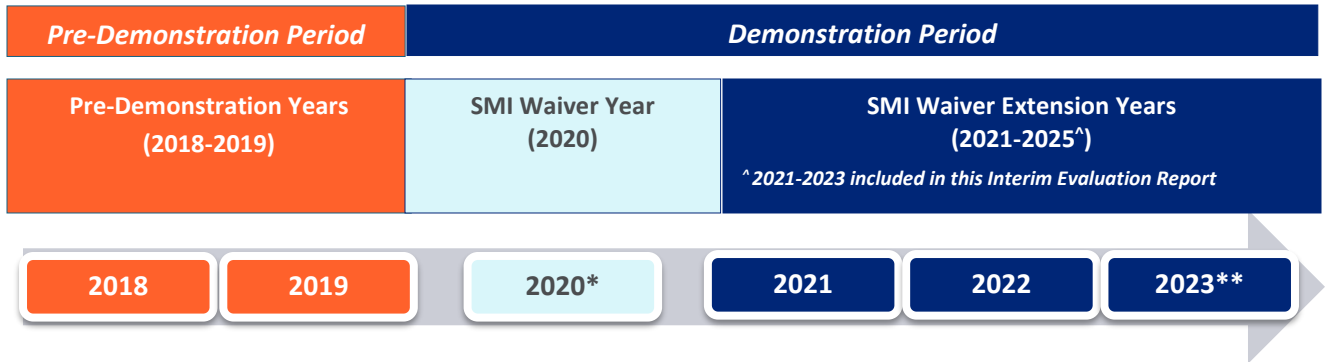 Pre-Demonstration Period
Demonstration Period
Pre-Demonstration Years
(2018-2019)
SMI Waiver Year
(2020)
SMI Waiver Extension Years
(2021-2025^)
^ 2021-2023 included in this Interim Evaluation Report
2018
2019
2020*
2021
2022
2023**